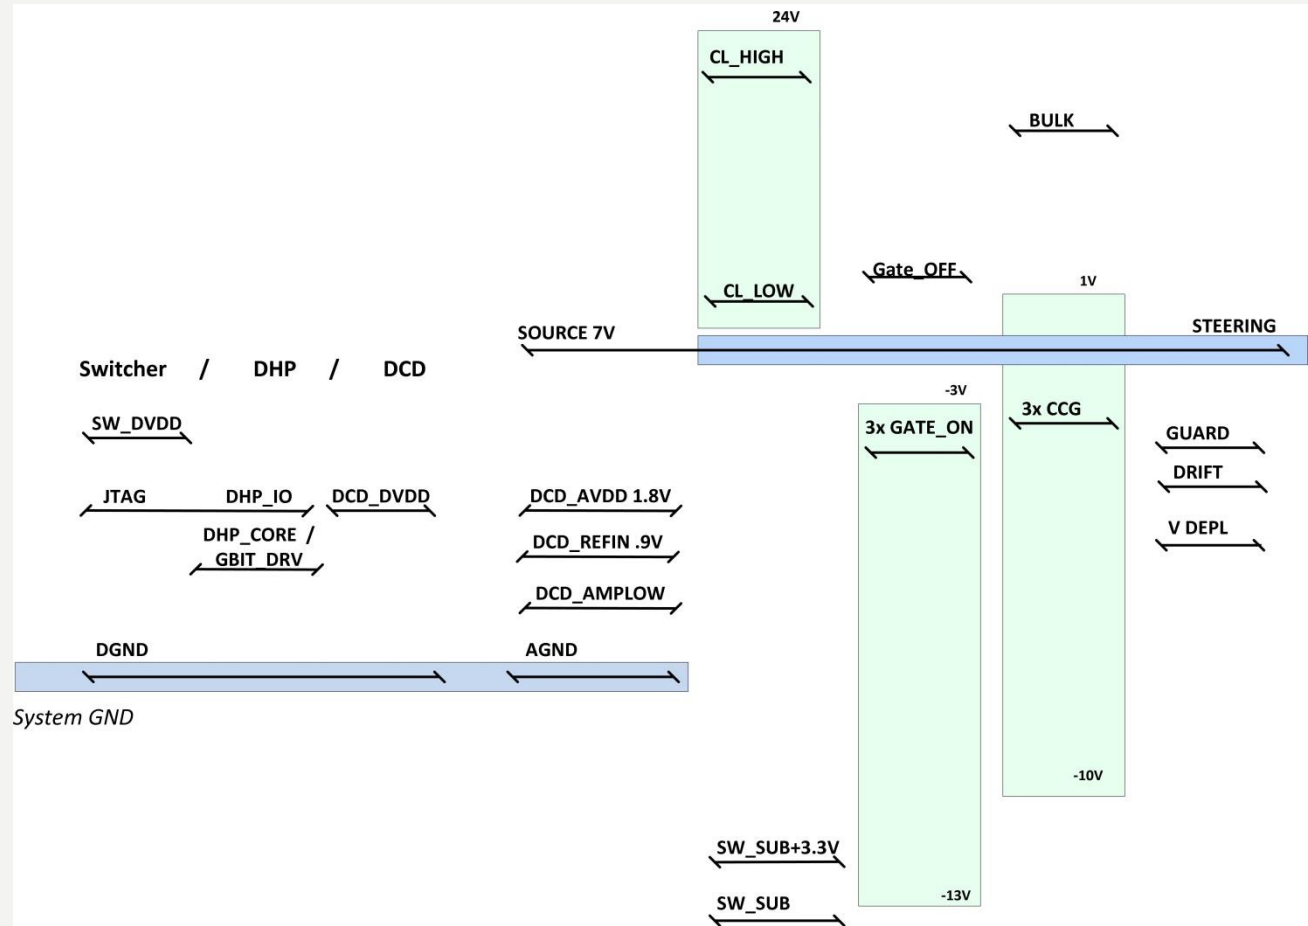 24V
CL_HIGH
BULK
Gate_OFF
1V
CL_LOW
SOURCE 7V
STEERING
Switcher / DHP / DCD
-3V
3x CCG
SW_DVDD
3x GATE_ON
GUARD
DRIFT
JTAG
DHP_IO
DCD_DVDD
DCD_AVDD 1.8V
DHP_CORE /
GBIT_DRV
DCD_REFIN .9V
V DEPL
DCD_AMPLOW
DGND
AGND
System GND
-10V
SW_SUB+3.3V
-13V
SW_SUB